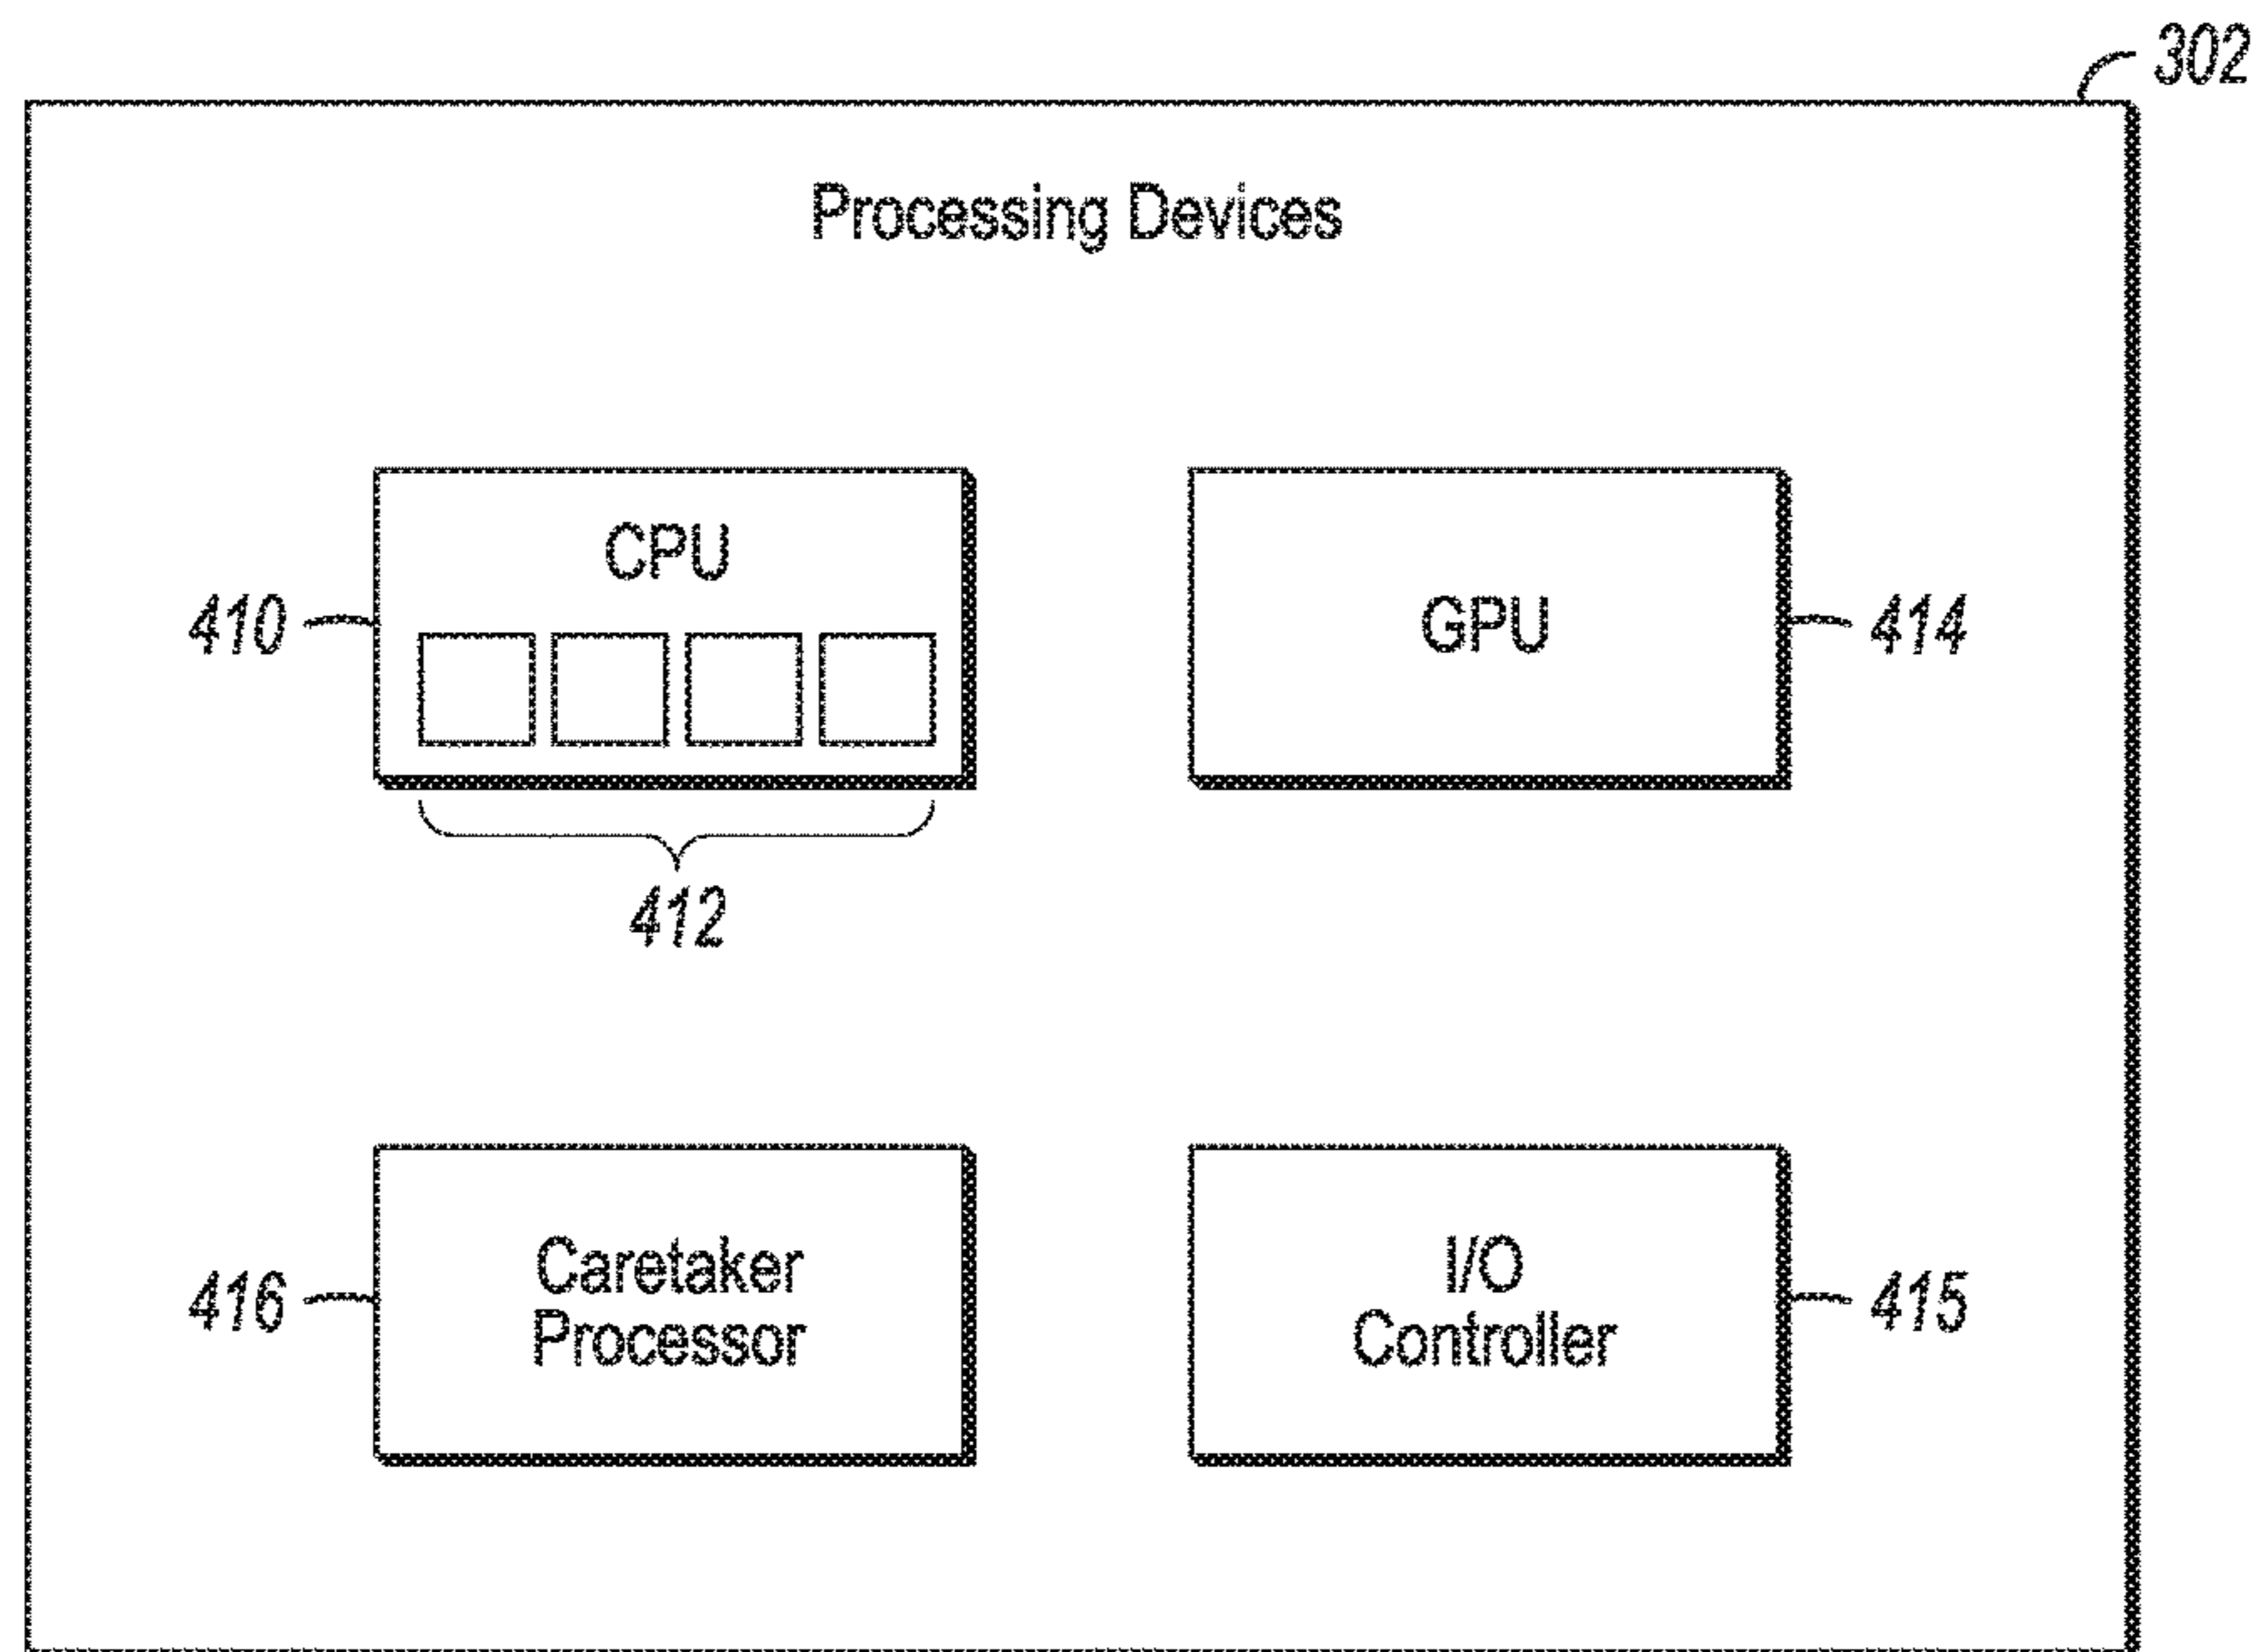 302
Processing Devices
CPU
410
412
GPU
414
Caretaker
Processor
416
I/O
Controller
415